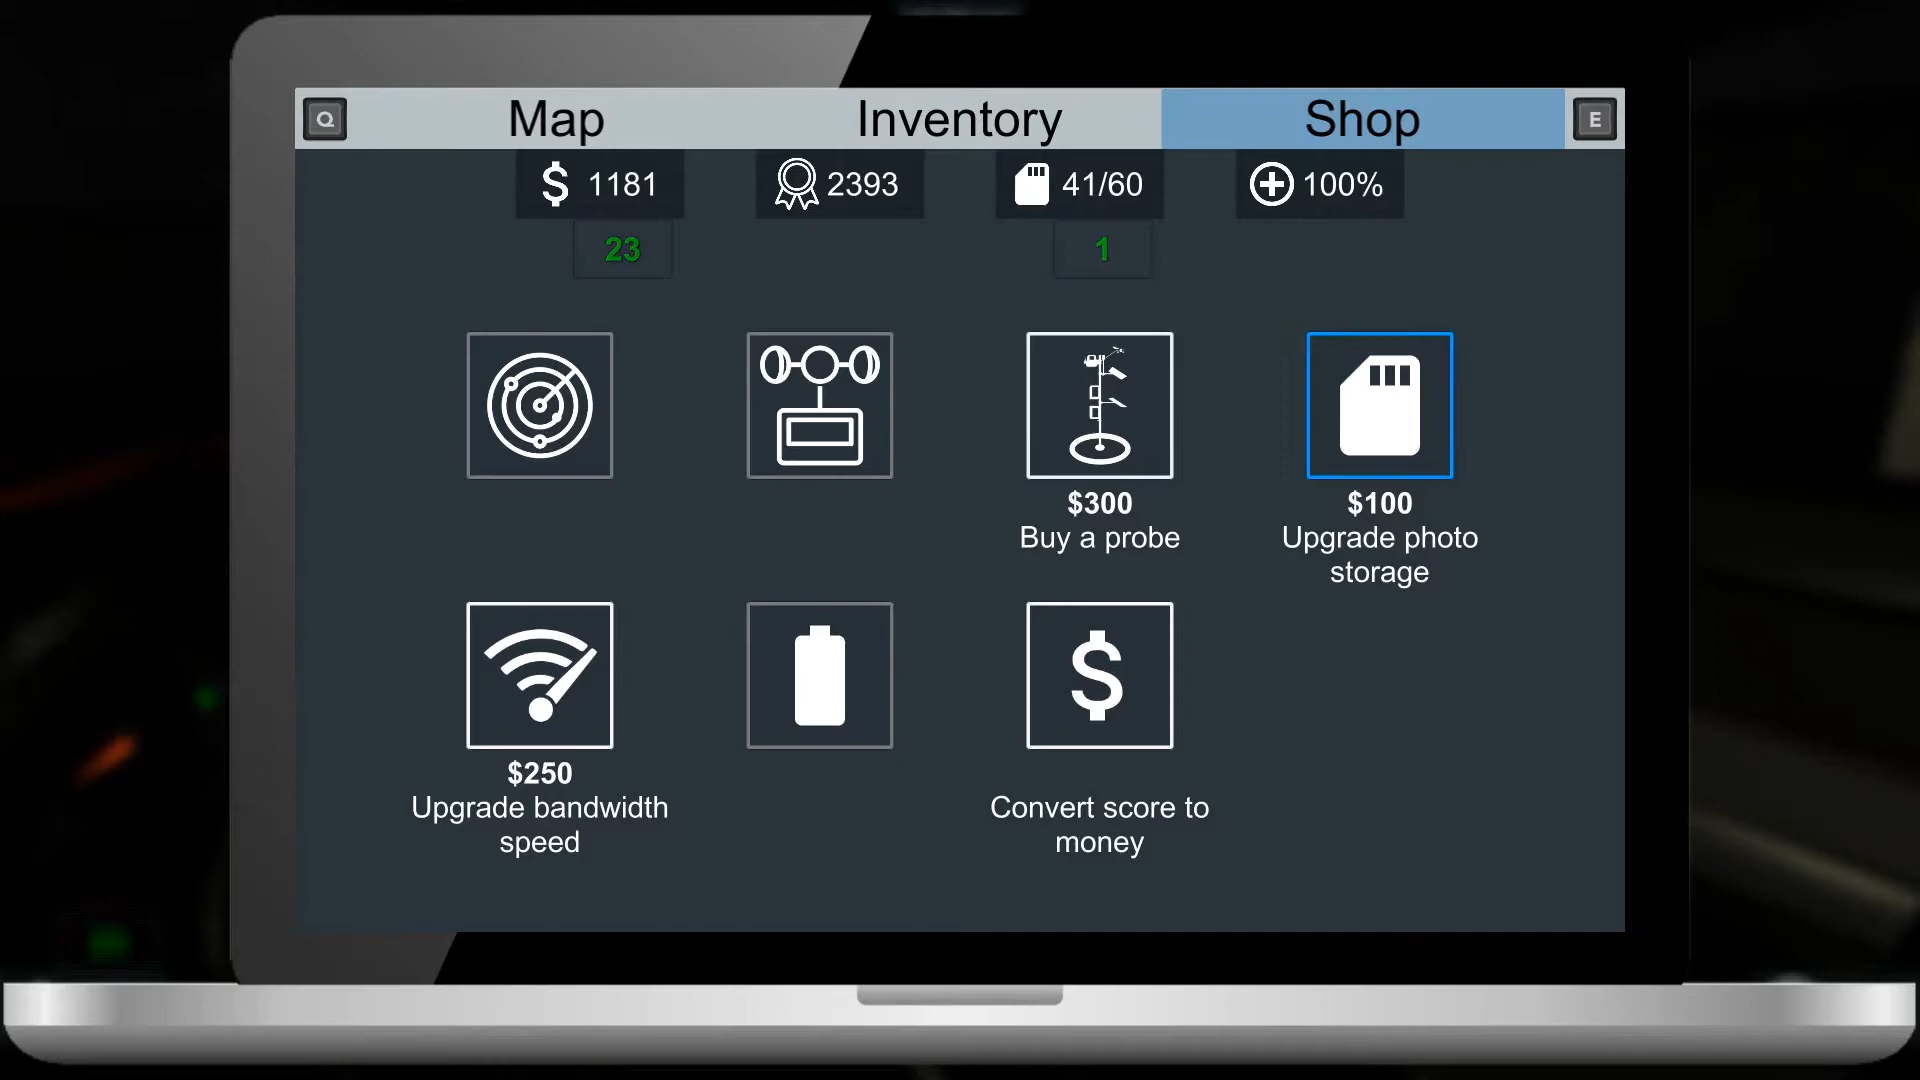 Q
Map
Inventory
Shop
E
$ 1181
2393
41/60
100%
23
1
$300
Buy a probe
$100
Upgrade photo
storage
$
$250
Upgrade bandwidth
speed
Convert score to
money